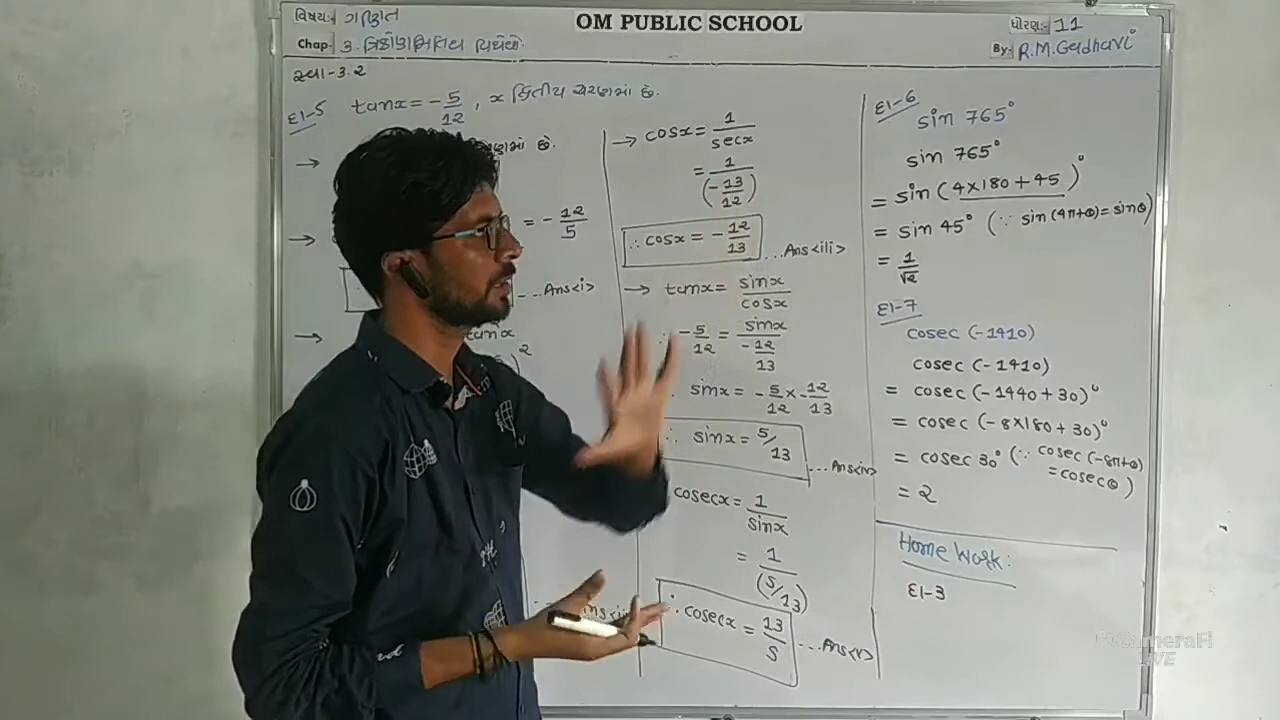 OM PUBLIC SCHOOL
વિષય: ગણિત
Chap- 3. ત્રિકોણમિતિય વિધેયો.
ધોરણ: 11
By: R.M.Gadhavi
સ્વા-3.2
દા-5 tanx = -5/12, x દ્વિતીય ચરણમાં છે.
→
ણમાં છે.
→
= -12/5
...Ans<i>
→
tan x
)²
→ cosx = 1/secx
= 1/(-13/12)
∴ cosx = -12/13 ...Ans<iii>
→ tanx = sinx/cosx
-5/12 = sinx/(-12/13)
sinx = -5/12 × -12/13
∴ sinx = 5/13 ...Ans<iv>
cosecx = 1/sinx
= 1/(5/13)
∴ cosecx = 13/5 ...Ans<v>
દા-6
sin 765°
sin 765°
= sin(4×180+45)°
= sin 45° (∵ sin(4π+θ)=sinθ)
= 1/√2
દા-7
cosec (-1410)
cosec (-1410)
= cosec (-1440+30)°
= cosec (-8×180+30)°
= cosec 30° (∵ cosec(-8π+θ)
=cosecθ)
= 2
Home Work:
દા-3
CameraFi
LIVE